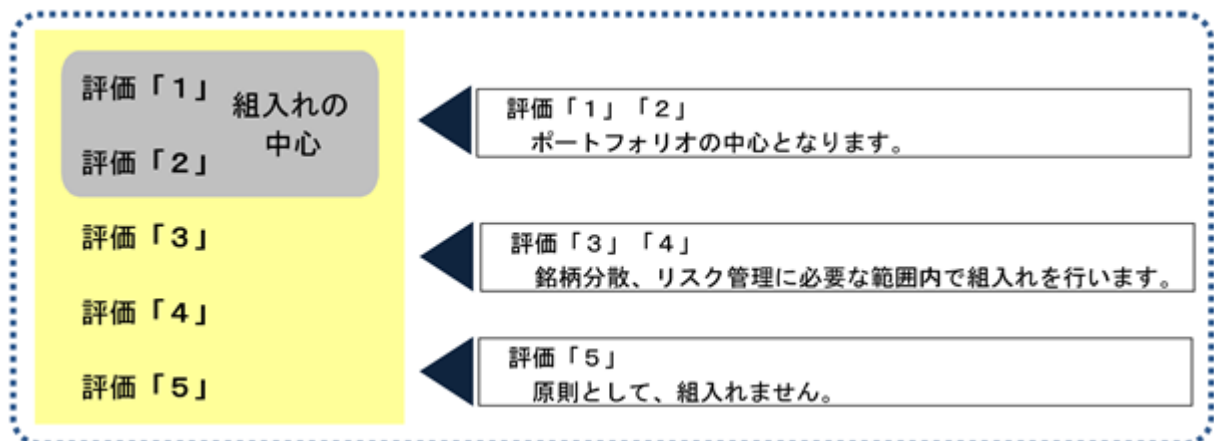 評価「１」
組入れの
中心
評価「２」
評価「３」
評価「４」
評価「５」
評価「１」「２」
ポートフォリオの中心となります。
評価「３」「４」
銘柄分散、リスク管理に必要な範囲内で組入れを行います。
評価「５」
原則として、組入れません。